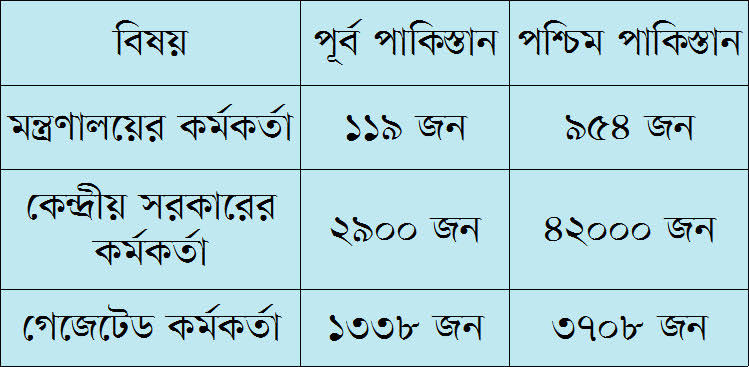 বিষয় পূর্ব পাকিস্তান পশ্চিম পাকিস্তান
মন্ত্রণালয়ের কর্মকর্তা ১১৯ জন ৯৫৪ জন
কেন্দ্রীয় সরকারের
কর্মকর্তা ২৯০০ জন ৪২০০০ জন
গেজেটেড কর্মকর্তা ১৩৩৮ জন ৩৭০৮ জন